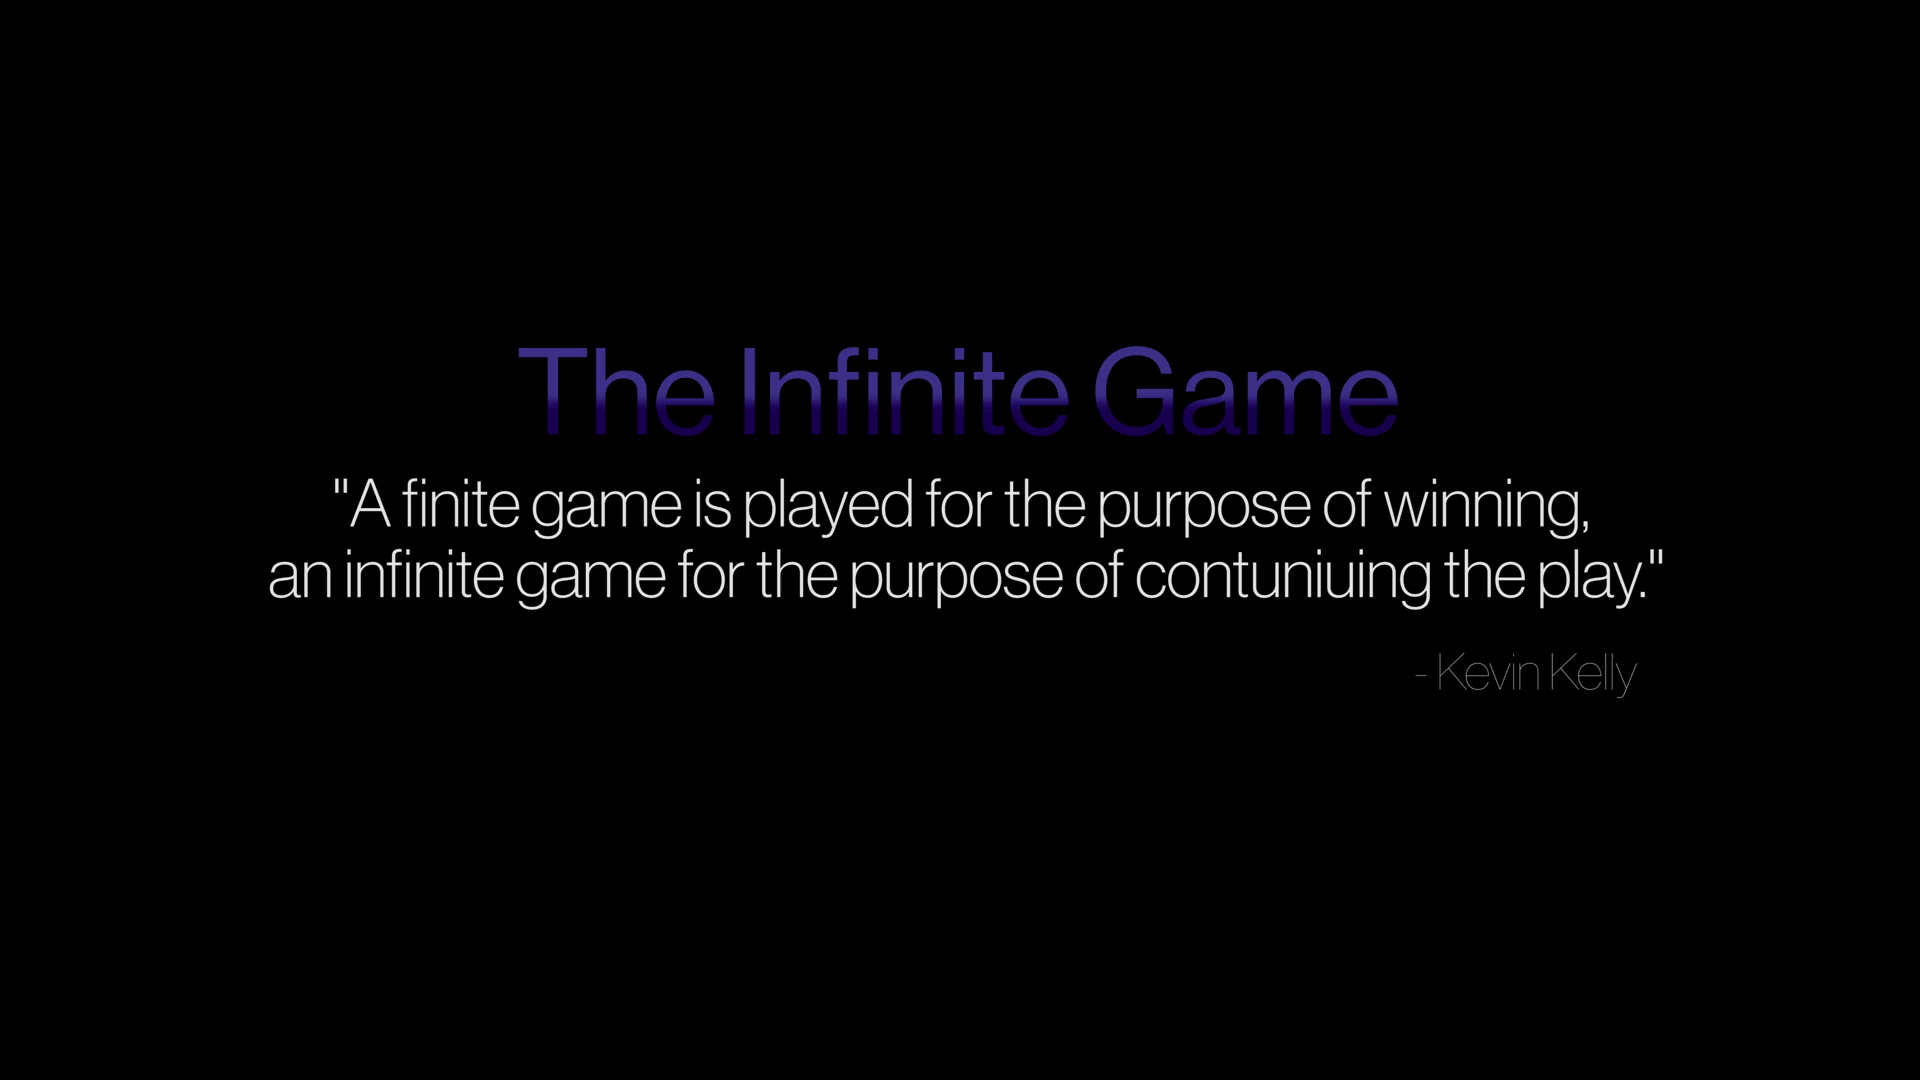 The Infinite Game
"A finite game is played for the purpose of winning,
an infinite game for the purpose of contuniuing the play."
- Kevin Kelly